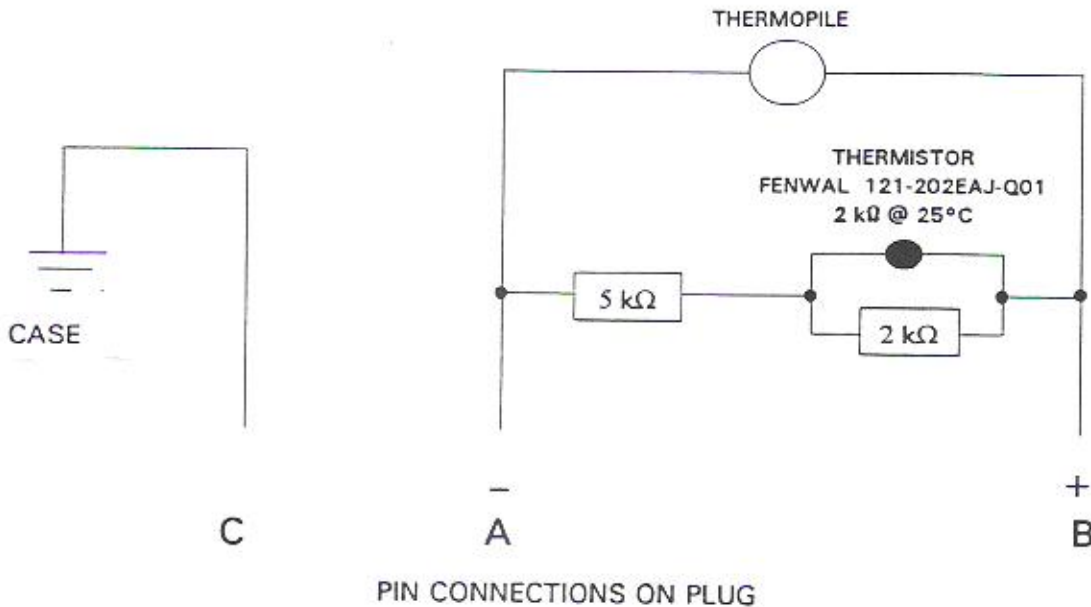 THERMOPILE
THERMISTOR
FENWAL 121-202EAJ-Q01
2 kΩ @ 25°C
5 kΩ
2 kΩ
CASE
− +
C A B
PIN CONNECTIONS ON PLUG